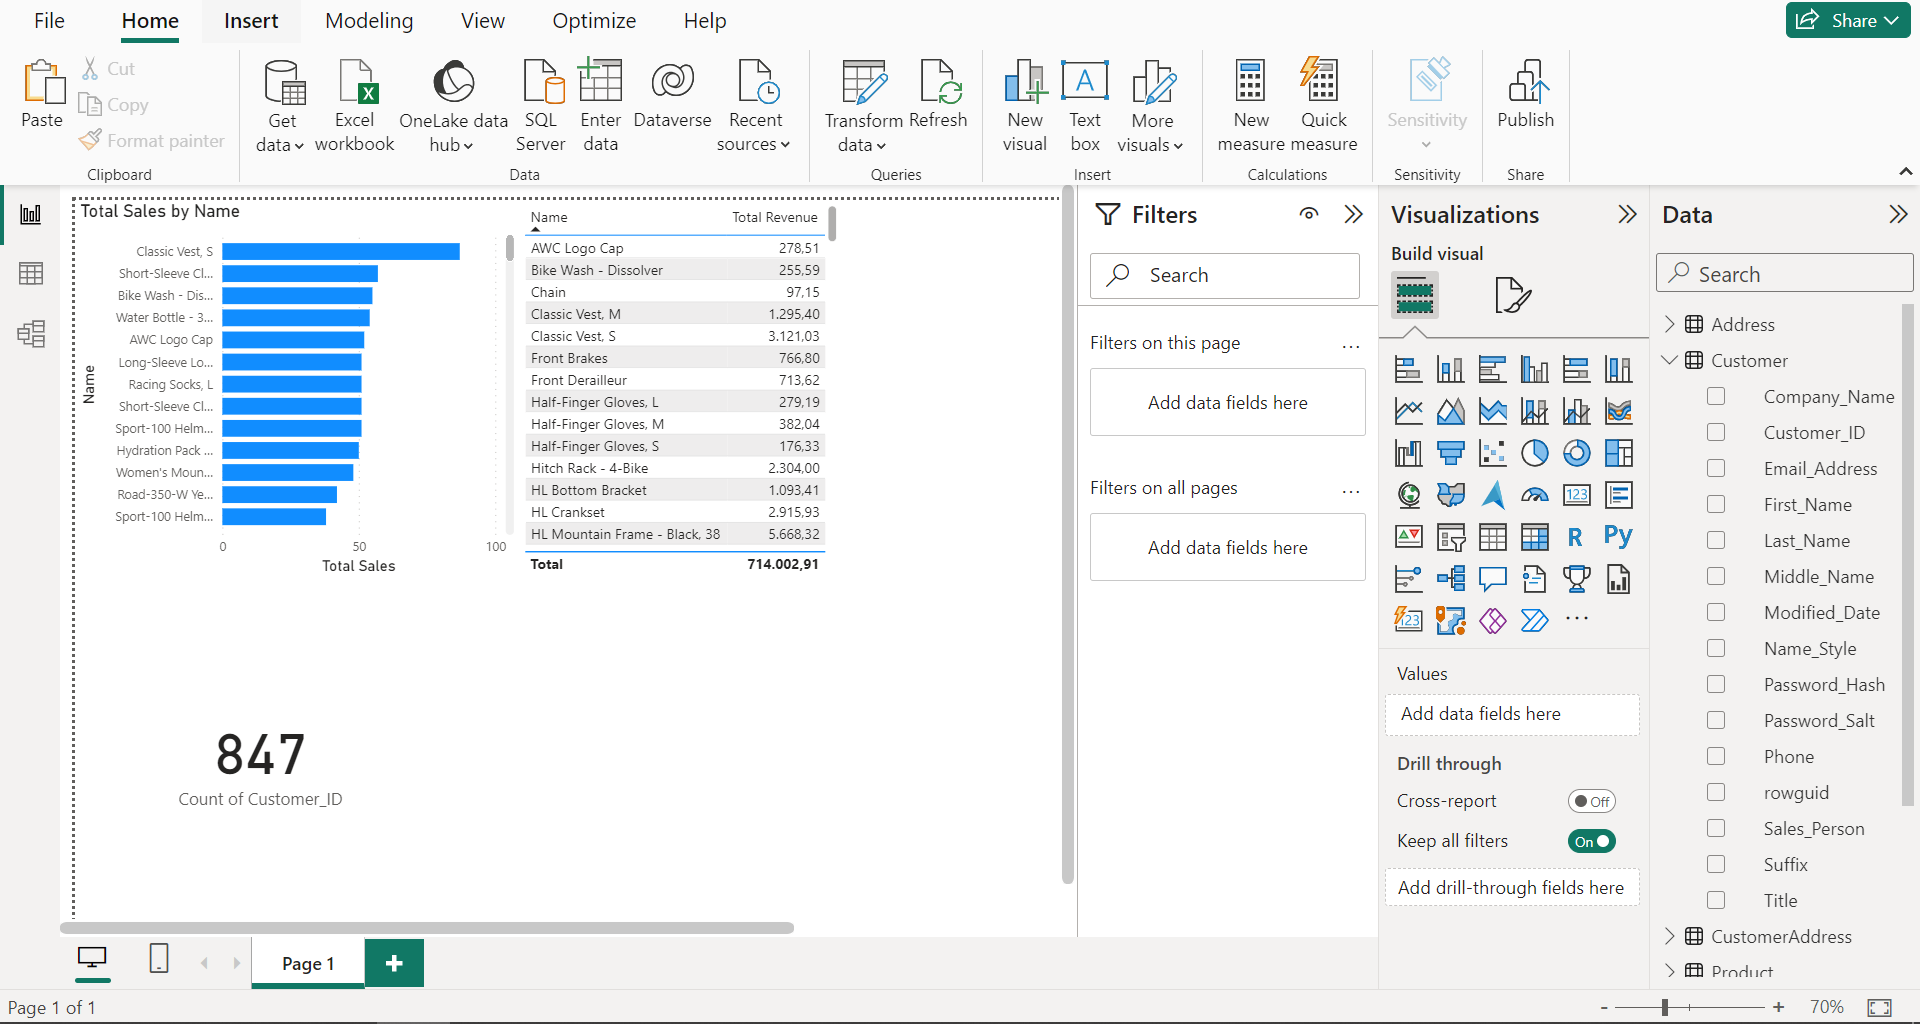 File Home Insert Modeling View Optimize Help Share
Paste
Cut
Copy
Format painter
Clipboard
Get
data
Excel
workbook
OneLake data
hub
SQL
Server
Enter
data
Dataverse
Recent
sources
Data
Transform
data
Refresh
Queries
New
visual
Text
box
More
visuals
Insert
New
measure
Quick
measure
Calculations
Sensitivity
Sensitivity
Publish
Share
Total Sales by Name
Name
Classic Vest, S
Short-Sleeve Cl...
Bike Wash - Dis...
Water Bottle - 3...
AWC Logo Cap
Long-Sleeve Lo...
Racing Socks, L
Short-Sleeve Cl...
Sport-100 Helm...
Hydration Pack ...
Women's Moun...
Road-350-W Ye...
Sport-100 Helm...
0 50 100
Total Sales
Name Total Revenue
AWC Logo Cap 278,51
Bike Wash - Dissolver 255,59
Chain 97,15
Classic Vest, M 1.295,40
Classic Vest, S 3.121,03
Front Brakes 766,80
Front Derailleur 713,62
Half-Finger Gloves, L 279,19
Half-Finger Gloves, M 382,04
Half-Finger Gloves, S 176,33
Hitch Rack - 4-Bike 2.304,00
HL Bottom Bracket 1.093,41
HL Crankset 2.915,93
HL Mountain Frame - Black, 38 5.668,32
Total 714.002,91
847
Count of Customer_ID
Filters
Search
Filters on this page ...
Add data fields here
Filters on all pages ...
Add data fields here
Visualizations
Build visual
123
R Py
123
...
Values
Add data fields here
Drill through
Cross-report Off
Keep all filters On
Add drill-through fields here
Data
Search
Address
Customer
Company_Name
Customer_ID
Email_Address
First_Name
Last_Name
Middle_Name
Modified_Date
Name_Style
Password_Hash
Password_Salt
Phone
rowguid
Sales_Person
Suffix
Title
CustomerAddress
Product
Page 1 +
Page 1 of 1
- + 70%